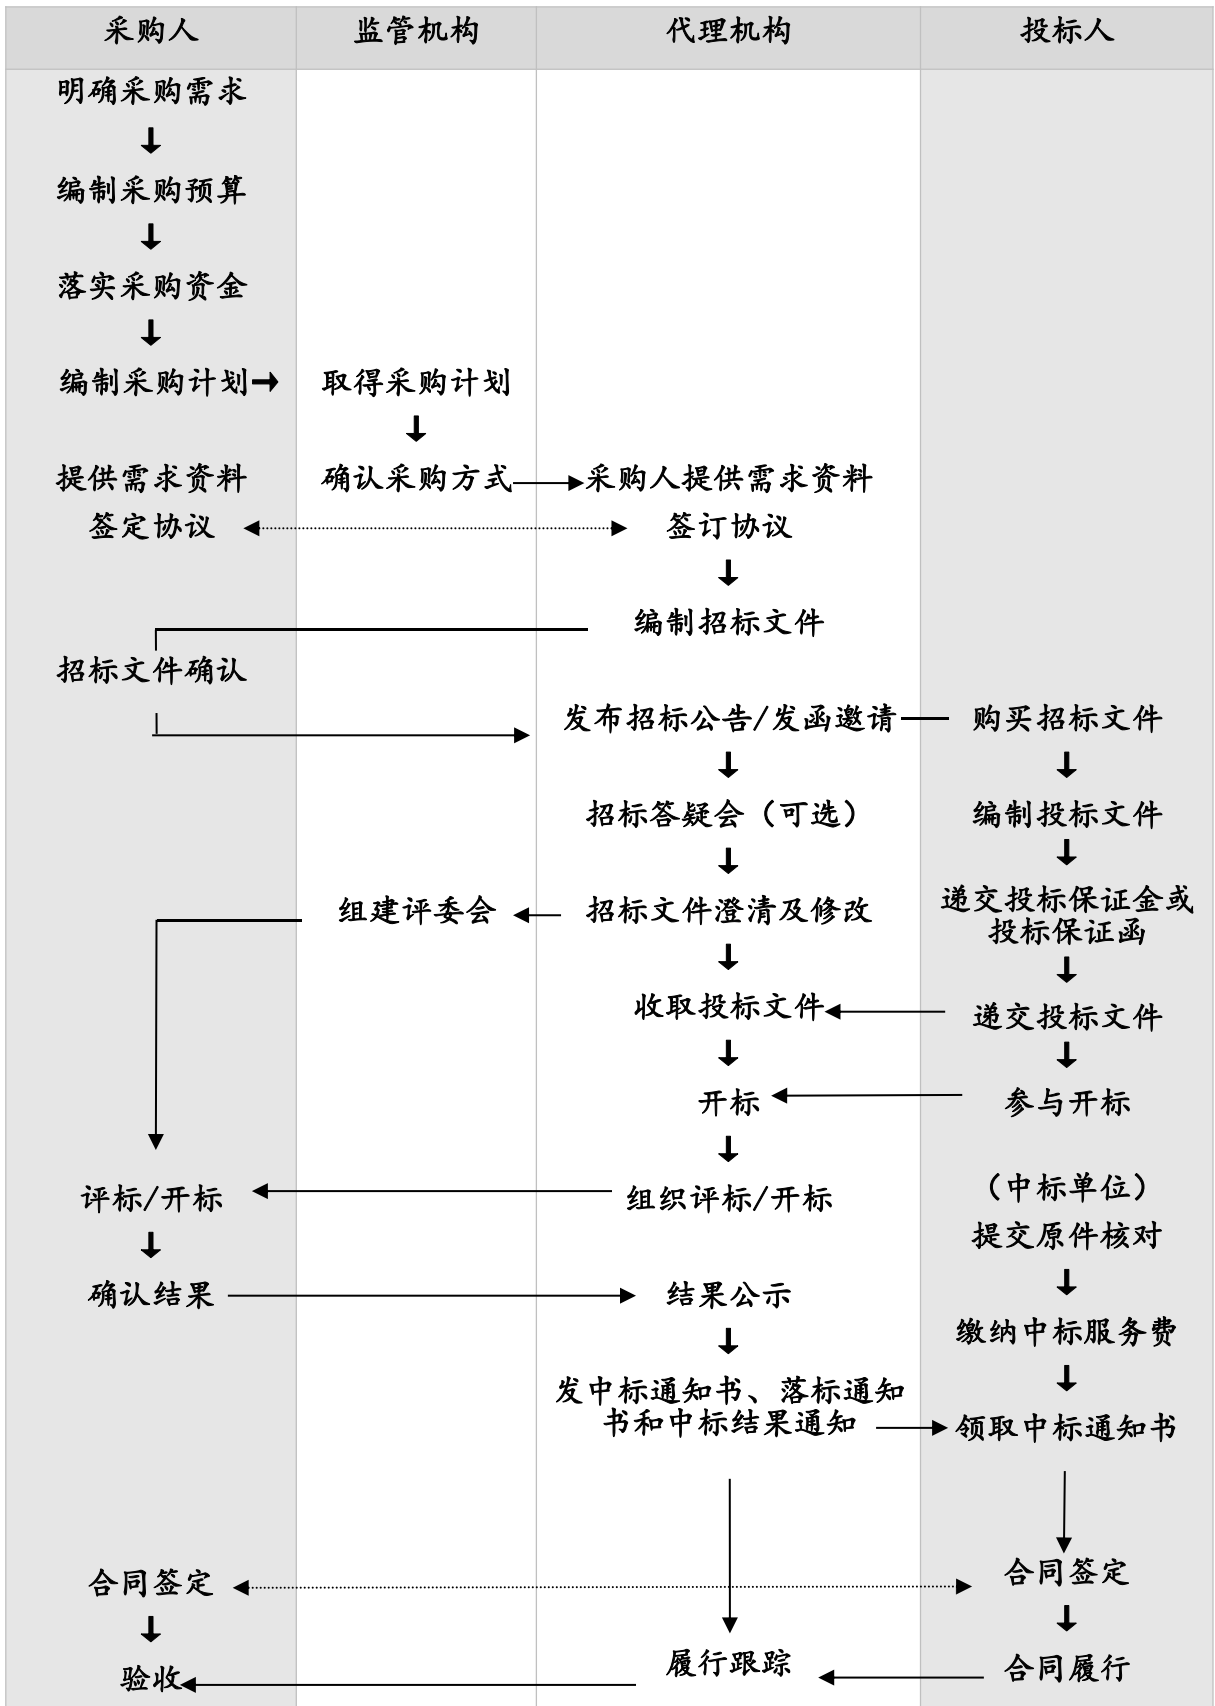 采购人 监管机构 代理机构 投标人
明确采购需求
编制采购预算
落实采购资金
编制采购计划 取得采购计划
提供需求资料 确认采购方式 采购人提供需求资料
签定协议 签订协议
编制招标文件
招标文件确认
发布招标公告/发函邀请 购买招标文件
招标答疑会（可选） 编制投标文件
组建评委会 招标文件澄清及修改 递交投标保证金或
投标保证函
收取投标文件 递交投标文件
开标 参与开标
评标/开标 组织评标/开标 （中标单位）
提交原件核对
确认结果 结果公示
缴纳中标服务费
发中标通知书、落标通知
书和中标结果通知 领取中标通知书
合同签定 合同签定
验收 履行跟踪 合同履行